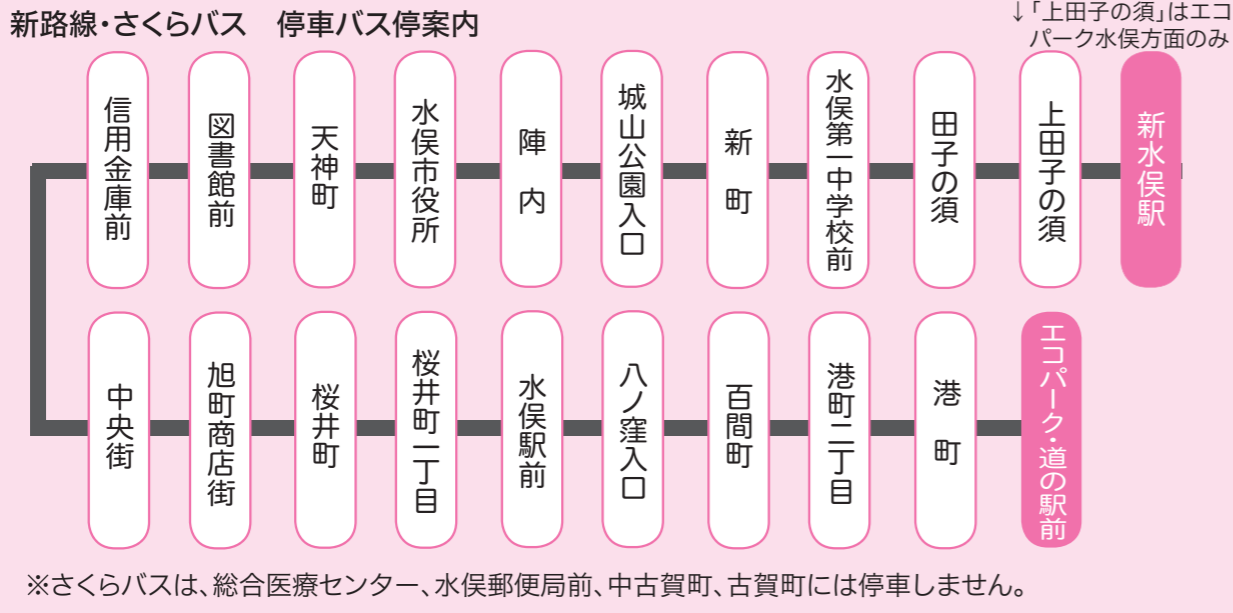 新路線・さくらバス　停車バス停案内
↓「上田子の須」はエコ
パーク水俣方面のみ
信用金庫前
図書館前
天神町
水俣市役所
陣内
城山公園入口
新町
水俣第一中学校前
田子の須
上田子の須
新水俣駅
中央街
旭町商店街
桜井町
桜井町一丁目
水俣駅前
八ノ窪入口
百間町
港町二丁目
港町
エコパーク・道の駅前
※さくらバスは、総合医療センター、水俣郵便局前、中古賀町、古賀町には停車しません。